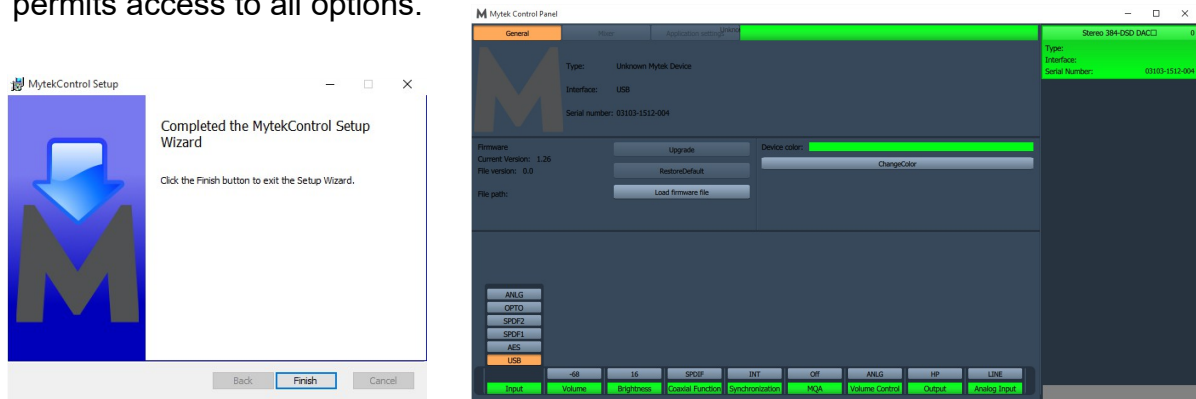 permits access to all options.
MytekControl Setup
Completed the MytekControl Setup
Wizard
Click the Finish button to exit the Setup Wizard.
Back Finish Cancel
Mytek Control Panel
General Mixer Application settings
Type: Unknown Mytek Device
Interface: USB
Serial number: 03103-1512-004
Firmware
Current Version: 1.26
File version: 0.0
File path:
Upgrade
RestoreDefault
Load firmware file
Device color:
ChangeColor
ANLG
OPTO
SPDF2
SPDF1
AES
USB
-68 16 SPDIF INT Off ANLG HP LINE
Input Volume Brightness Coaxial Function Synchronization MQA Volume Control Output Analog Input
Stereo 384-DSD DAC□ 0
Type:
Interface:
Serial Number: 03103-1512-004